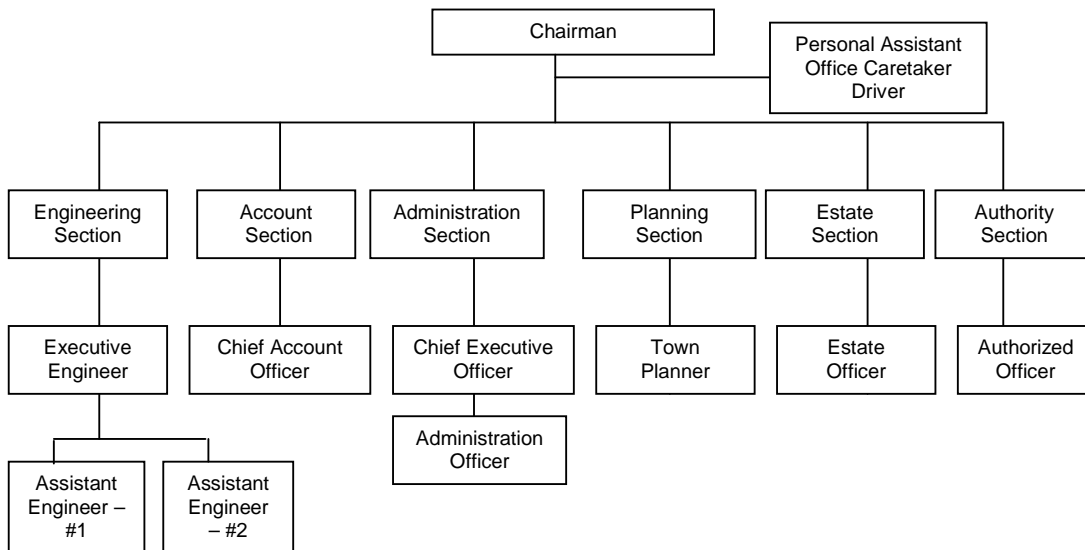 Chairman
Personal Assistant
Office Caretaker
Driver
Engineering
Section
Account
Section
Administration
Section
Planning
Section
Estate
Section
Authority
Section
Executive
Engineer
Chief Account
Officer
Chief Executive
Officer
Town
Planner
Estate
Officer
Authorized
Officer
Administration
Officer
Assistant
Engineer –
#1
Assistant
Engineer
– #2